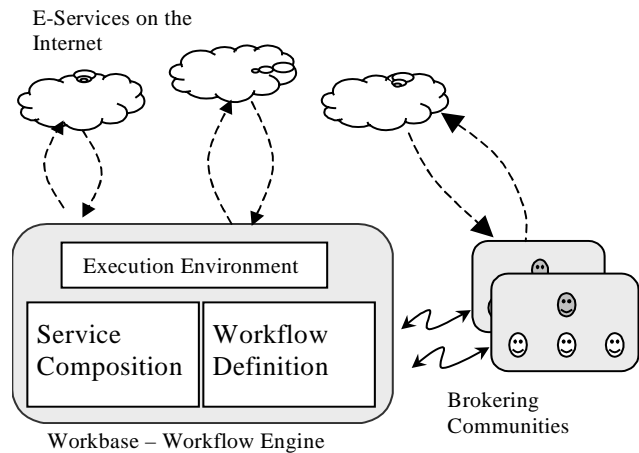 E-Services on the
Internet
Execution Environment
Service
Composition
Workflow
Definition
Brokering
Communities
Workbase – Workflow Engine